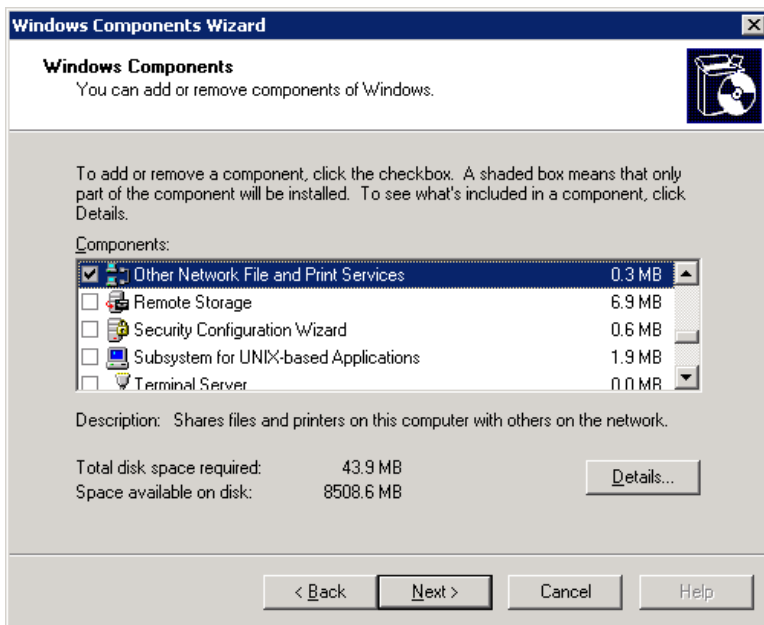 Windows Components Wizard
Windows Components
You can add or remove components of Windows.
To add or remove a component, click the checkbox. A shaded box means that only
part of the component will be installed. To see what's included in a component, click
Details.
Components:
Other Network File and Print Services 0.3 MB
Remote Storage 6.9 MB
Security Configuration Wizard 0.6 MB
Subsystem for UNIX-based Applications 1.9 MB
Terminal Server 0.0 MB
Description: Shares files and printers on this computer with others on the network.
Total disk space required: 43.9 MB
Space available on disk: 8508.6 MB
Details...
< Back Next > Cancel Help